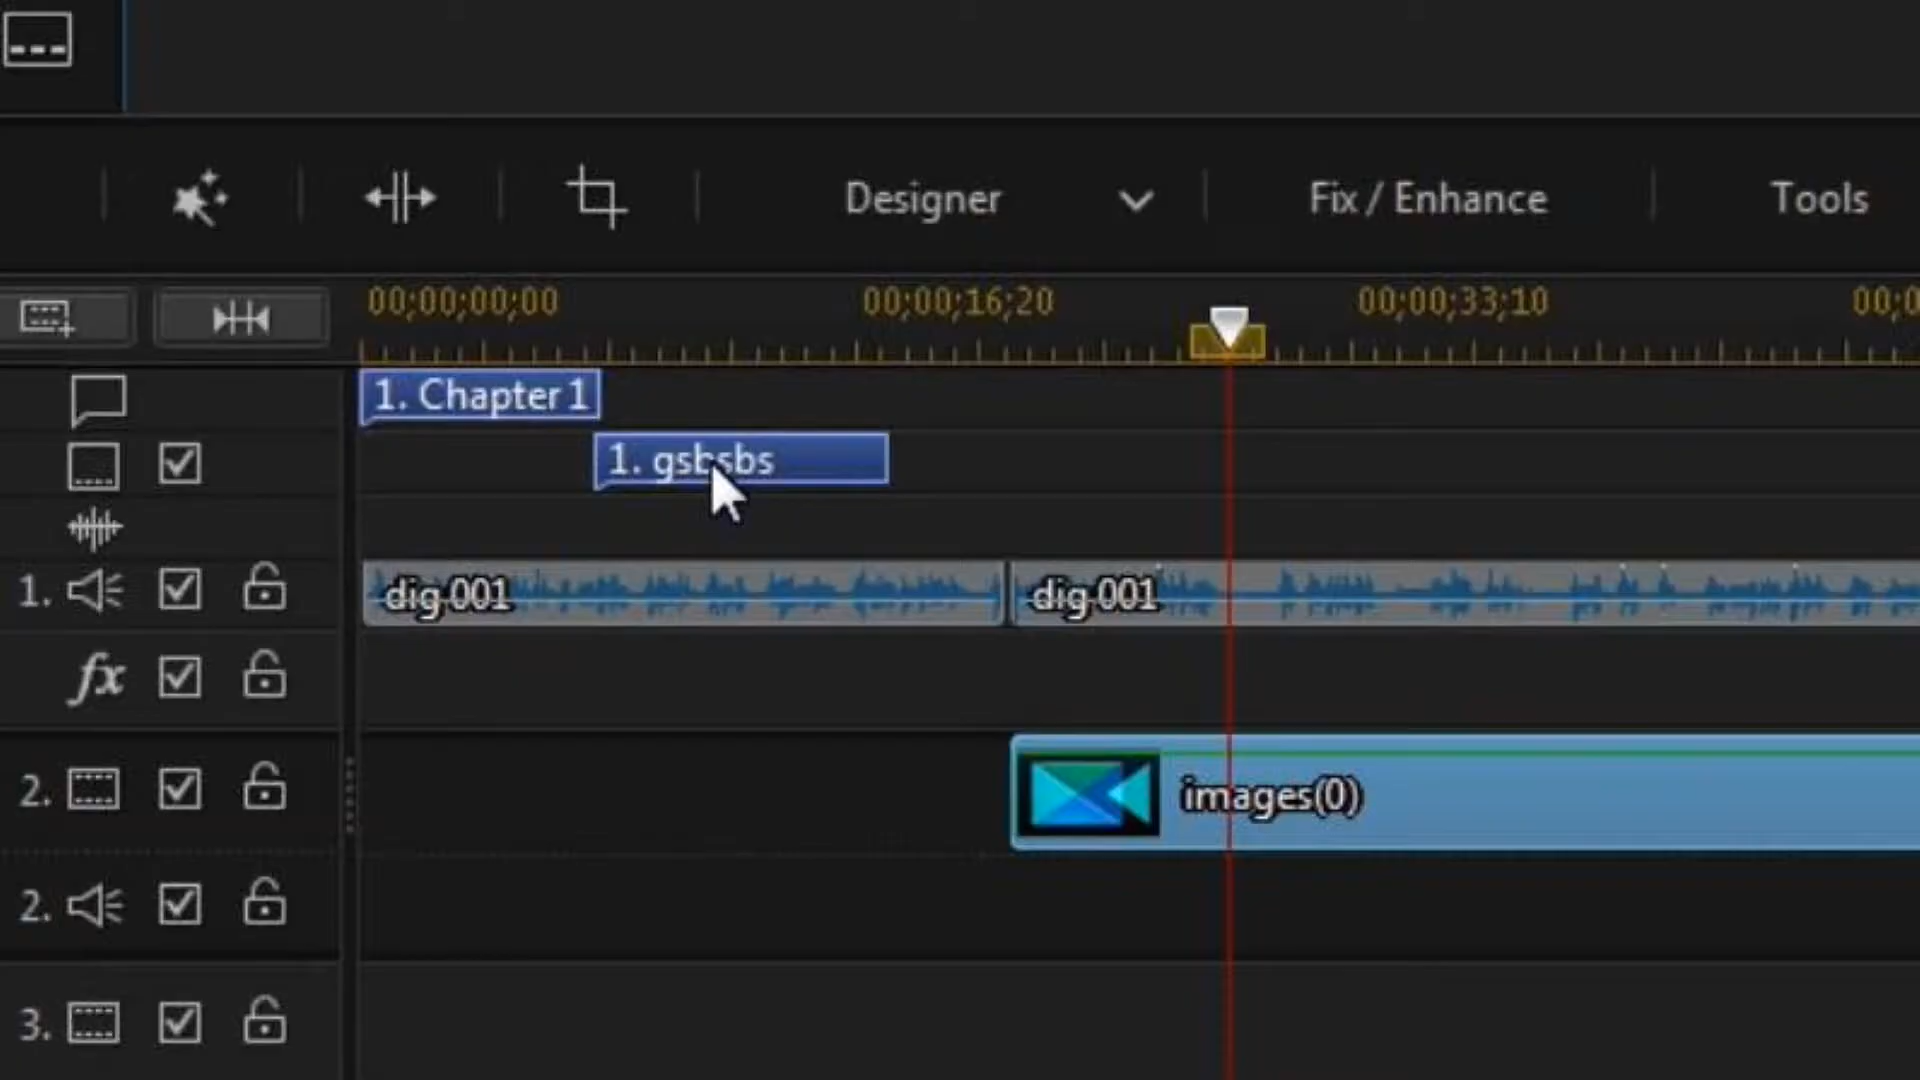 Designer Fix / Enhance Tools
00;00;00;00 00;00;16;20 00;00;33;10
1. Chapter 1
1. gsbsbs
1. dig.001 dig.001
fx
2. images(0)
2.
3.